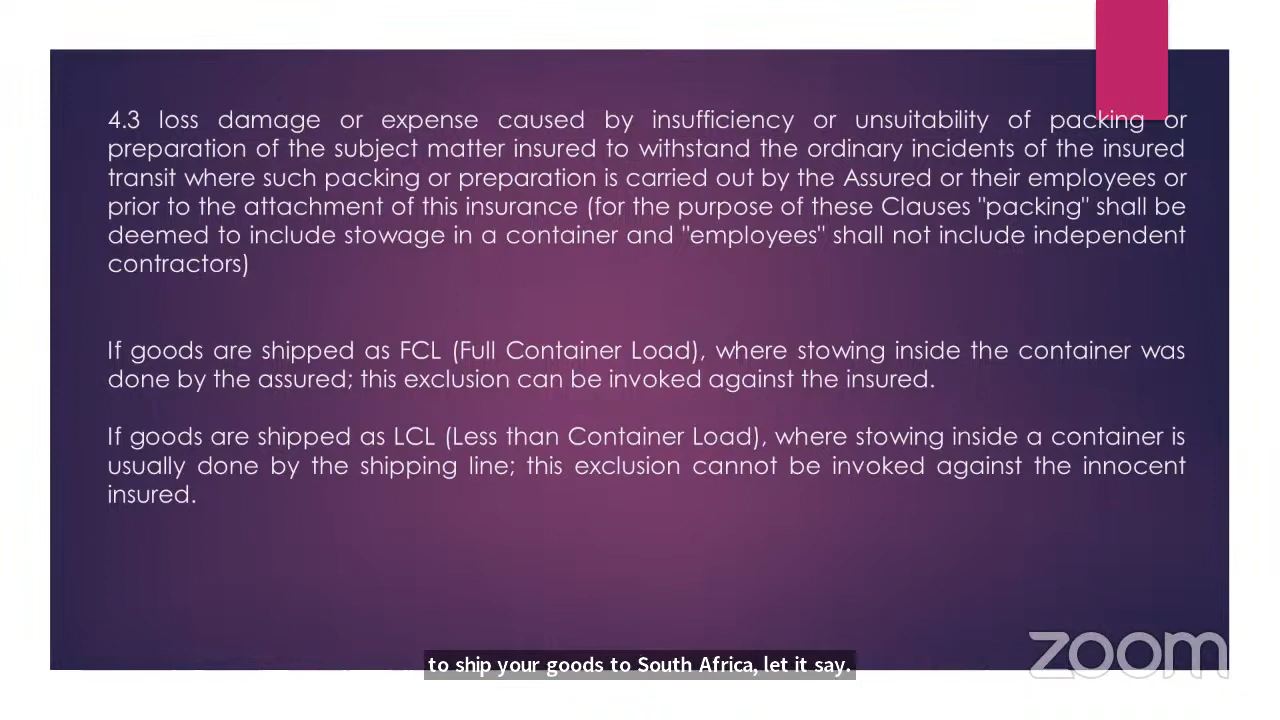 4.3 loss damage or expense caused by insufficiency or unsuitability of packing or
preparation of the subject matter insured to withstand the ordinary incidents of the insured
transit where such packing or preparation is carried out by the Assured or their employees or
prior to the attachment of this insurance (for the purpose of these Clauses "packing" shall be
deemed to include stowage in a container and "employees" shall not include independent
contractors)
If goods are shipped as FCL (Full Container Load), where stowing inside the container was
done by the assured; this exclusion can be invoked against the insured.
If goods are shipped as LCL (Less than Container Load), where stowing inside a container is
usually done by the shipping line; this exclusion cannot be invoked against the innocent
insured.
to ship your goods to South Africa, let it say.
zoom